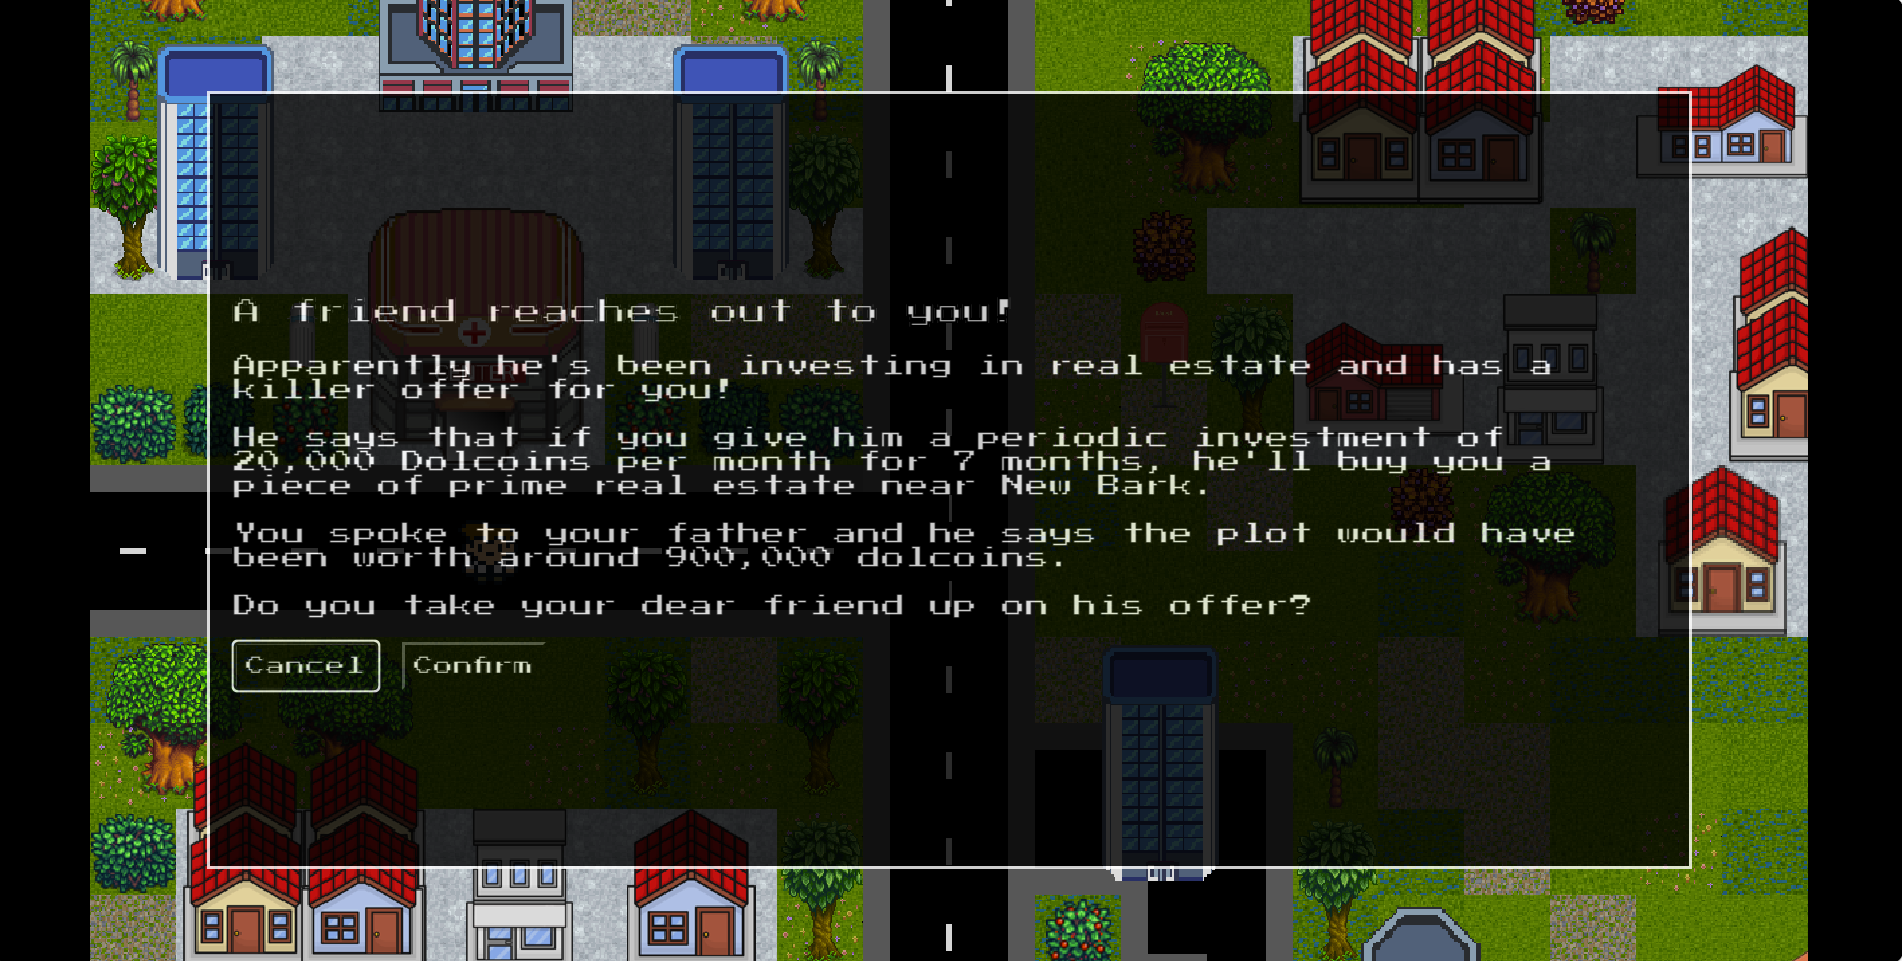 A friend reaches out to you!
Apparently he's been investing in real estate and has a
killer offer for you!
He says that if you give him a periodic investment of
20,000 Dolcoins per month for 7 months, he'll buy you a
piece of prime real estate near New Bark.
You spoke to your father and he says the plot would have
been worth around 900,000 dolcoins.
Do you take your dear friend up on his offer?
Cancel Confirm